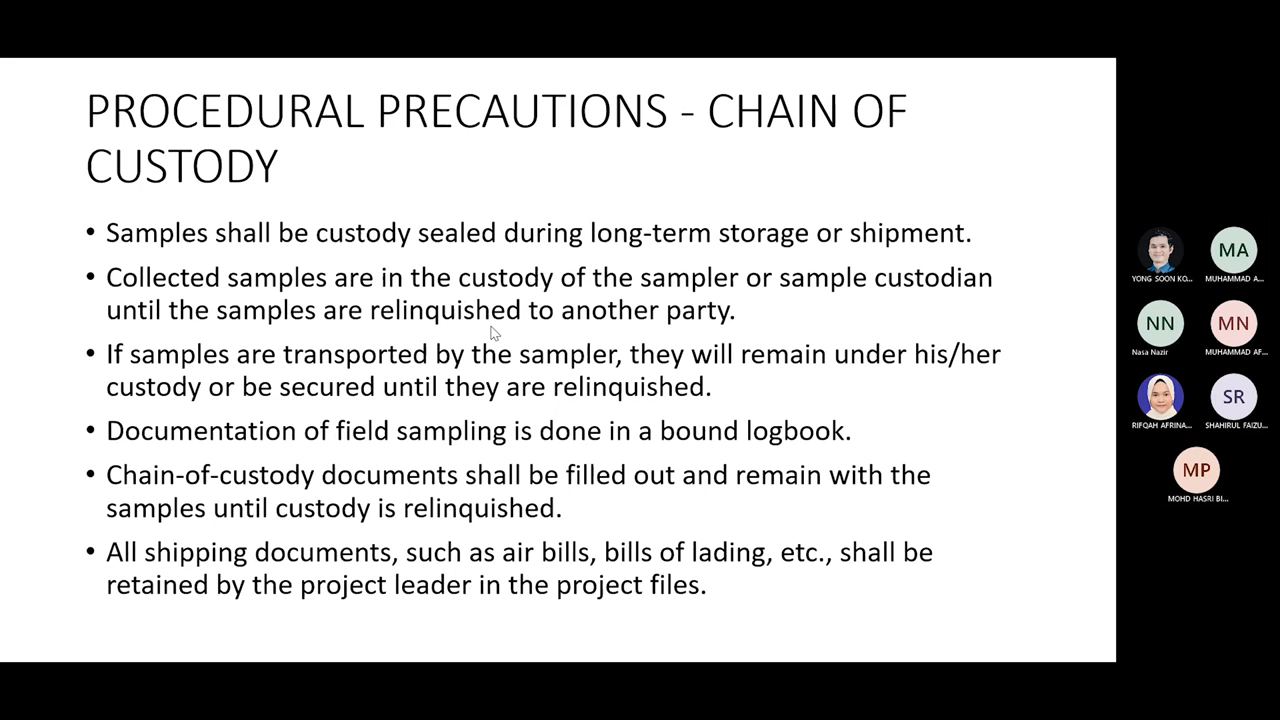 PROCEDURAL PRECAUTIONS - CHAIN OF
CUSTODY
• Samples shall be custody sealed during long-term storage or shipment.
• Collected samples are in the custody of the sampler or sample custodian
until the samples are relinquished to another party.
• If samples are transported by the sampler, they will remain under his/her
custody or be secured until they are relinquished.
• Documentation of field sampling is done in a bound logbook.
• Chain-of-custody documents shall be filled out and remain with the
samples until custody is relinquished.
• All shipping documents, such as air bills, bills of lading, etc., shall be
retained by the project leader in the project files.
MA
YONG SOON KO... MUHAMMAD A...
NN MN
Nasa Nazir MUHAMMAD AF...
SR
RIFQAH AFRINA... SHAHIRUL FAIZU...
MP
MOHD HASRI BI...